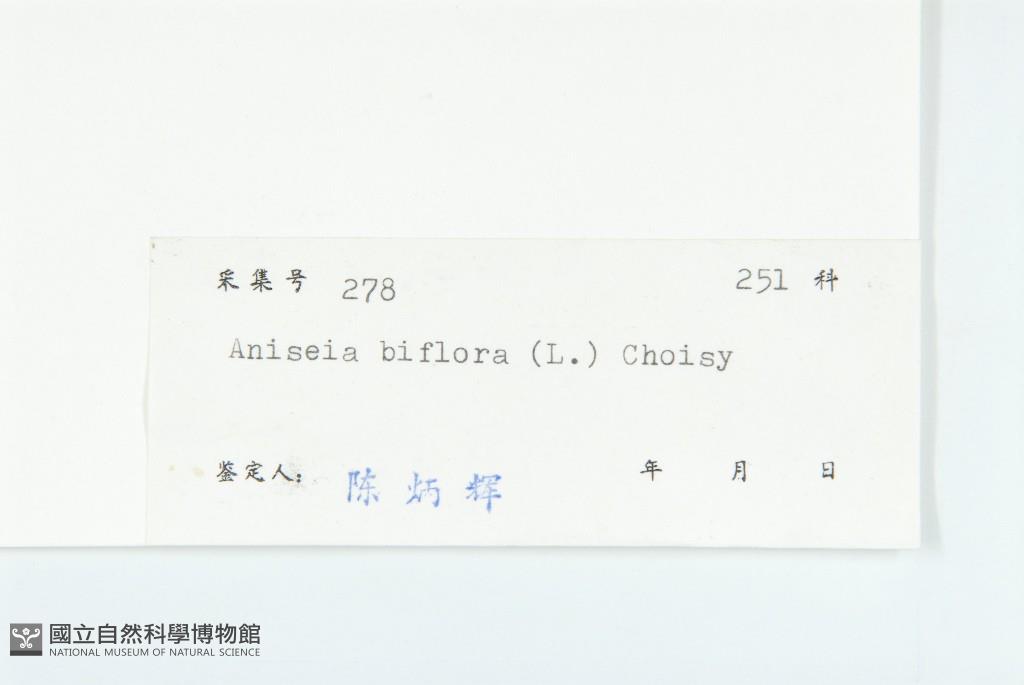 采集号 278 251 科
Aniseia biflora (L.) Choisy
鉴定人: 陈炳辉 年 月 日
國立自然科學博物館
NATIONAL MUSEUM OF NATURAL SCIENCE